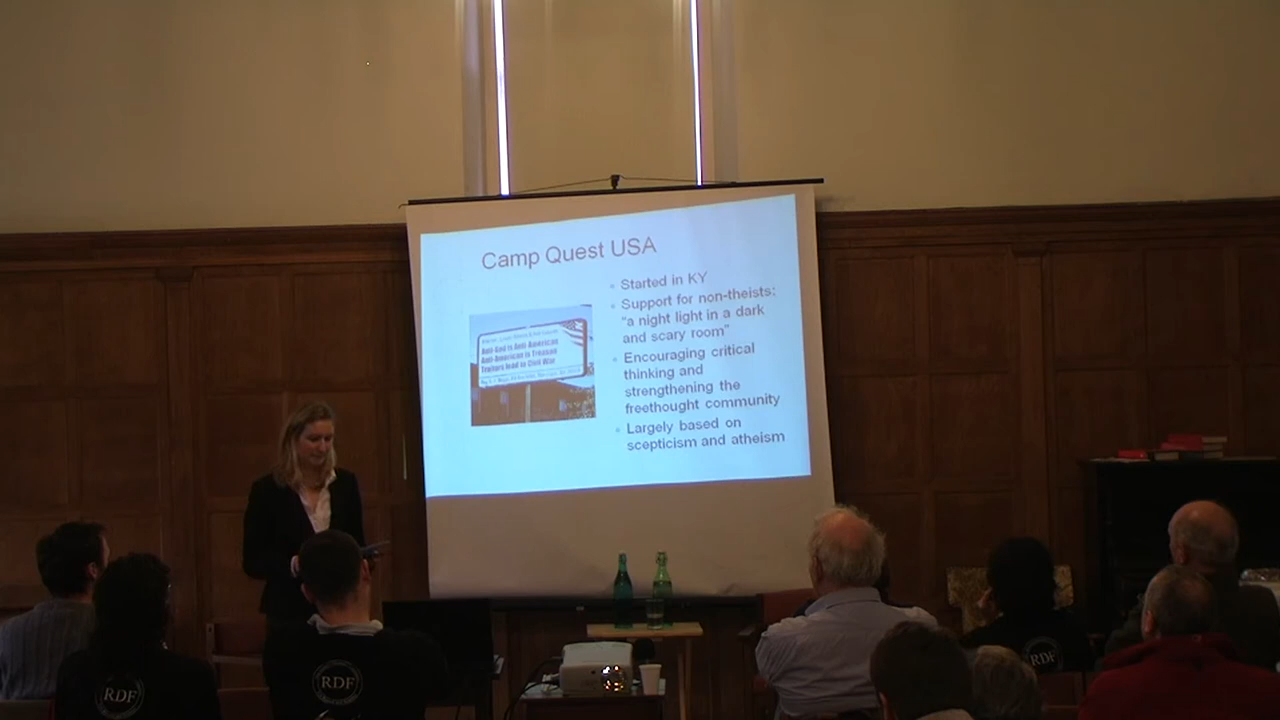 Camp Quest USA
Started in KY
Support for non-theists:
"a night light in a dark
and scary room"
Encouraging critical
thinking and
strengthening the
freethought community
Largely based on
scepticism and atheism
Anti-God is Anti-American
Anti-American is Treason
Traitors lead to Civil War
RDF
RDF
RDF